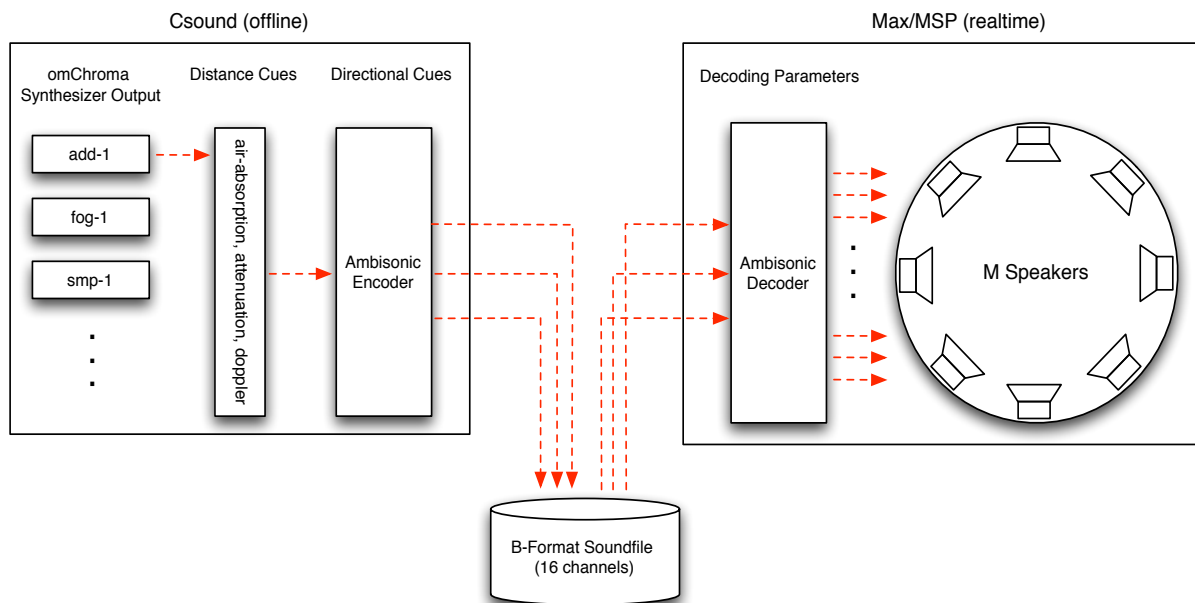 Csound (offline)
omChroma
Synthesizer Output
Distance Cues
Directional Cues
add-1
fog-1
smp-1
air-absorption, attenuation, doppler
Ambisonic
Encoder
B-Format Soundfile
(16 channels)
Max/MSP (realtime)
Decoding Parameters
Ambisonic
Decoder
M Speakers